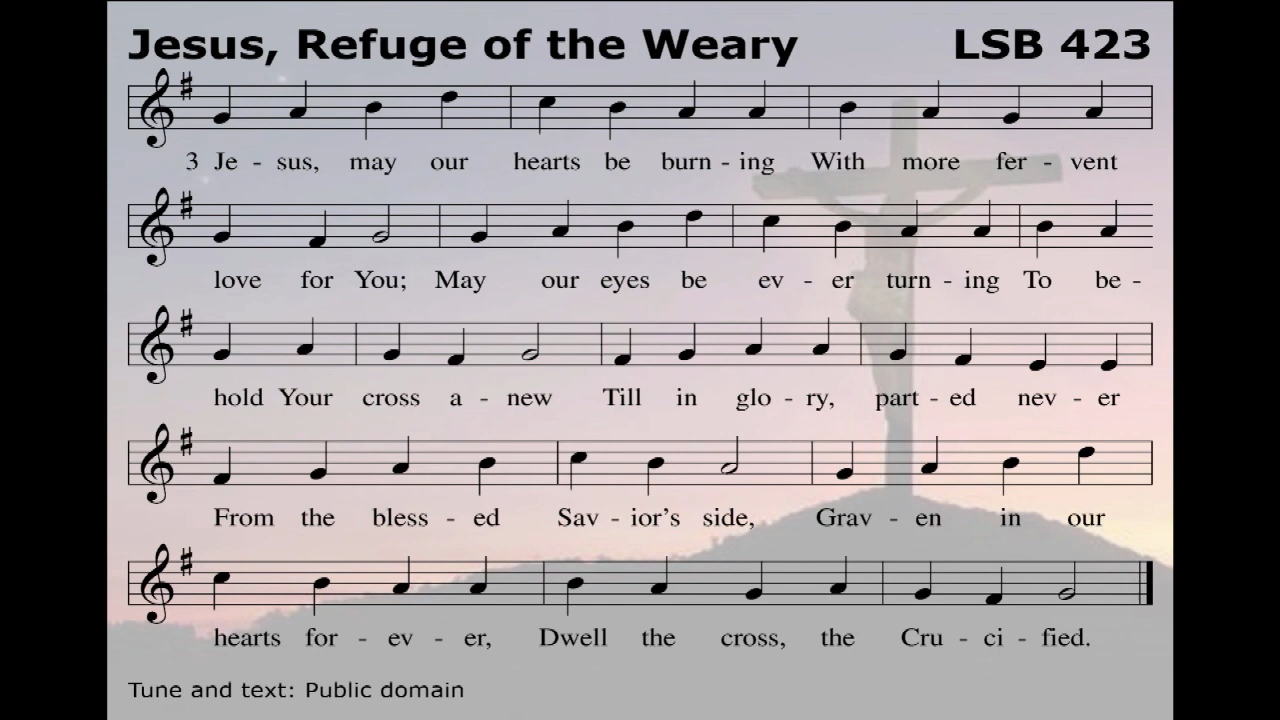 Jesus, Refuge of the Weary LSB 423
3 Je - sus, may our hearts be burn - ing With more fer - vent
love for You; May our eyes be ev - er turn - ing To be -
hold Your cross a - new Till in glo - ry, part - ed nev - er
From the bless - ed Sav - ior's side, Grav - en in our
hearts for - ev - er, Dwell the cross, the Cru - ci - fied.
Tune and text: Public domain